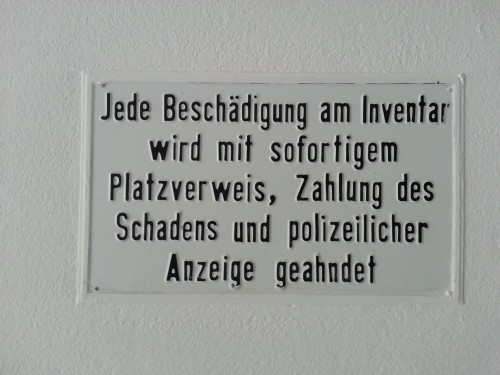 Jede Beschädigung am Inventar
wird mit sofortigem
Platzverweis, Zahlung des
Schadens und polizeilicher
Anzeige geahndet